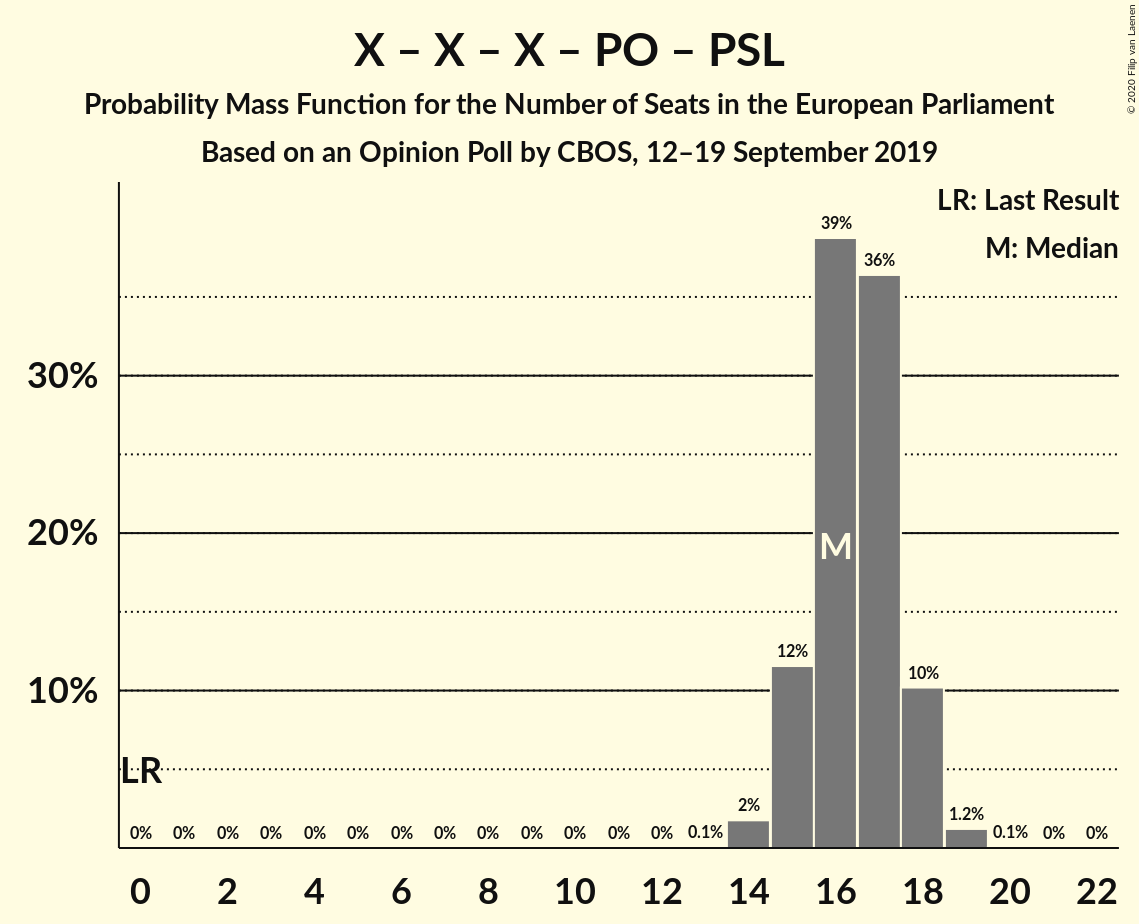 X – X – X – PO – PSL
Probability Mass Function for the Number of Seats in the European Parliament
Based on an Opinion Poll by CBOS, 12–19 September 2019
© 2020 Filip van Laenen
LR: Last Result
M: Median
39%
36%
30%
20%
M
12%
10%
10%
LR
2%
1.2%
0% 0% 0% 0% 0% 0% 0% 0% 0% 0% 0% 0% 0% 0.1% 0.1% 0% 0%
0 2 4 6 8 10 12 14 16 18 20 22